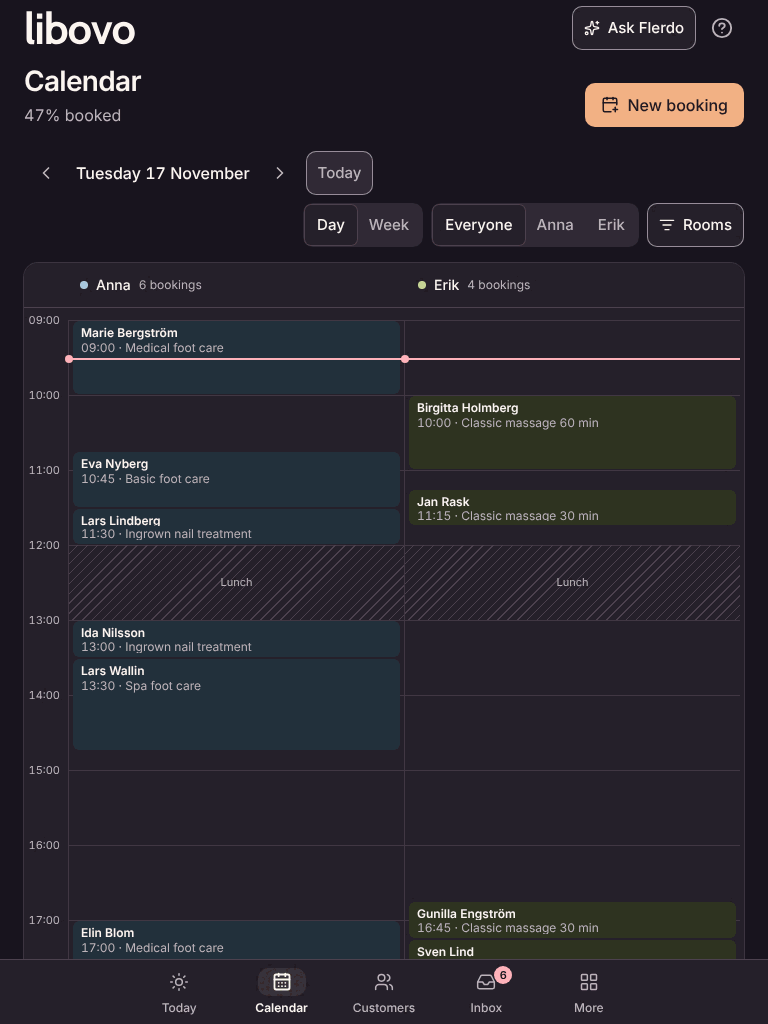 libovo
Ask Flerdo
Calendar
47% booked
New booking
Tuesday 17 November
Today
Day
Week
Everyone
Anna
Erik
Rooms
Anna 6 bookings
Erik 4 bookings
09:00
Marie Bergström
09:00 · Medical foot care
10:00
Birgitta Holmberg
10:00 · Classic massage 60 min
Eva Nyberg
10:45 · Basic foot care
11:00
Jan Rask
11:15 · Classic massage 30 min
Lars Lindberg
11:30 · Ingrown nail treatment
12:00
Lunch
Lunch
13:00
Ida Nilsson
13:00 · Ingrown nail treatment
Lars Wallin
13:30 · Spa foot care
14:00
15:00
16:00
Gunilla Engström
16:45 · Classic massage 30 min
17:00
Elin Blom
17:00 · Medical foot care
Sven Lind
6
Today
Calendar
Customers
Inbox
More